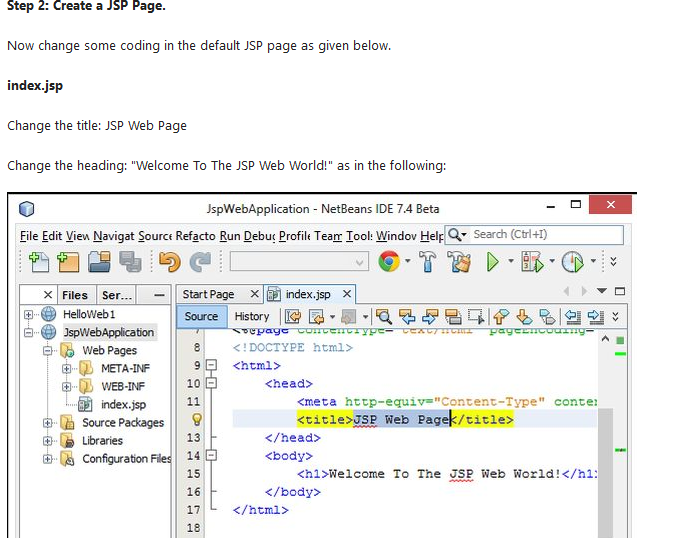 Step 2: Create a JSP Page.
Now change some coding in the default JSP page as given below.
index.jsp
Change the title: JSP Web Page
Change the heading: "Welcome To The JSP Web World!" as in the following:
JspWebApplication - NetBeans IDE 7.4 Beta
File Edit View Navigat Source Refacto Run Debug Profile Team Tools Window Help Search (Ctrl+I)
Files Ser... Start Page index.jsp
HelloWeb1 Source History
JspWebApplication
Web Pages
META-INF
WEB-INF
index.jsp
Source Packages
Libraries
Configuration Files
7 <%@page contentType="text/html" pageEncoding=
8 <!DOCTYPE html>
9 <html>
10 <head>
11 <meta http-equiv="Content-Type" conte
<title>JSP Web Page</title>
13 </head>
14 <body>
15 <h1>Welcome To The JSP Web World!</h1>
16 </body>
17 </html>
18